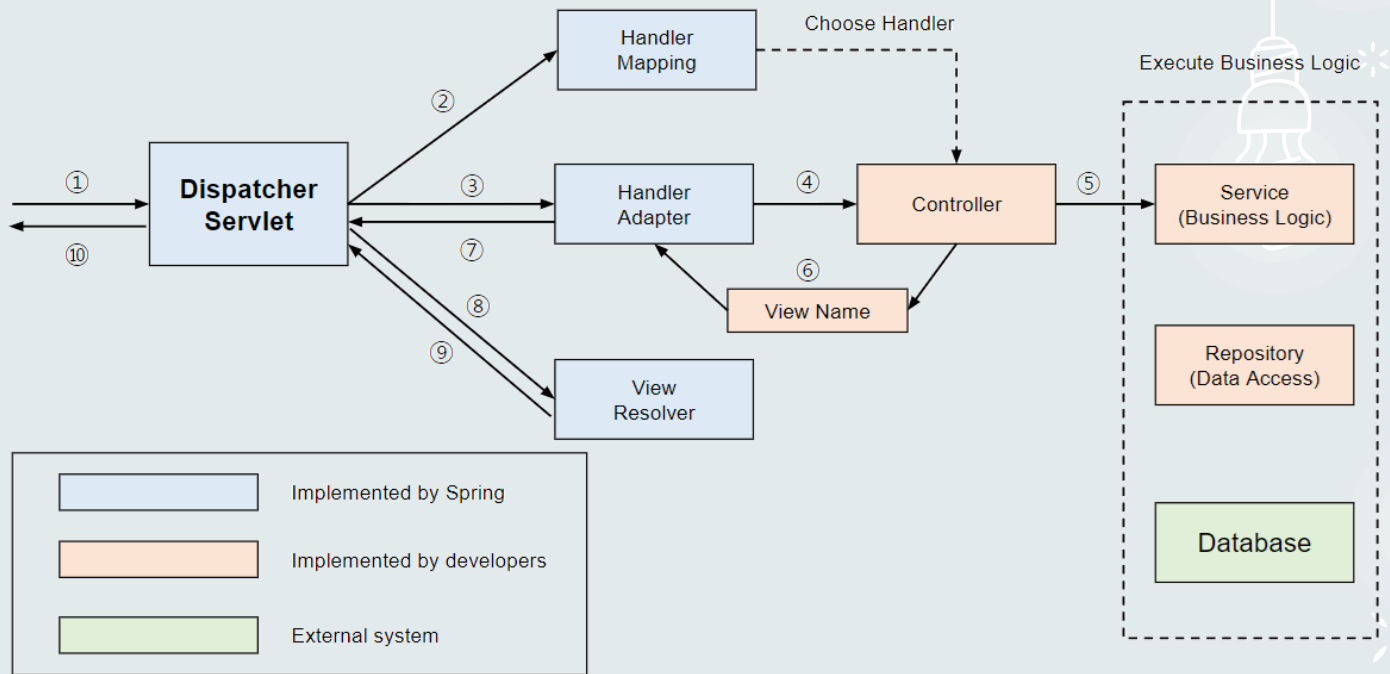 Choose Handler
Handler
Mapping
Execute Business Logic
②
①
Dispatcher
Servlet
③
Handler
Adapter
④
Controller
⑤
Service
(Business Logic)
⑩
⑦
⑥
View Name
⑧
⑨
View
Resolver
Repository
(Data Access)
Implemented by Spring
Implemented by developers
External system
Database